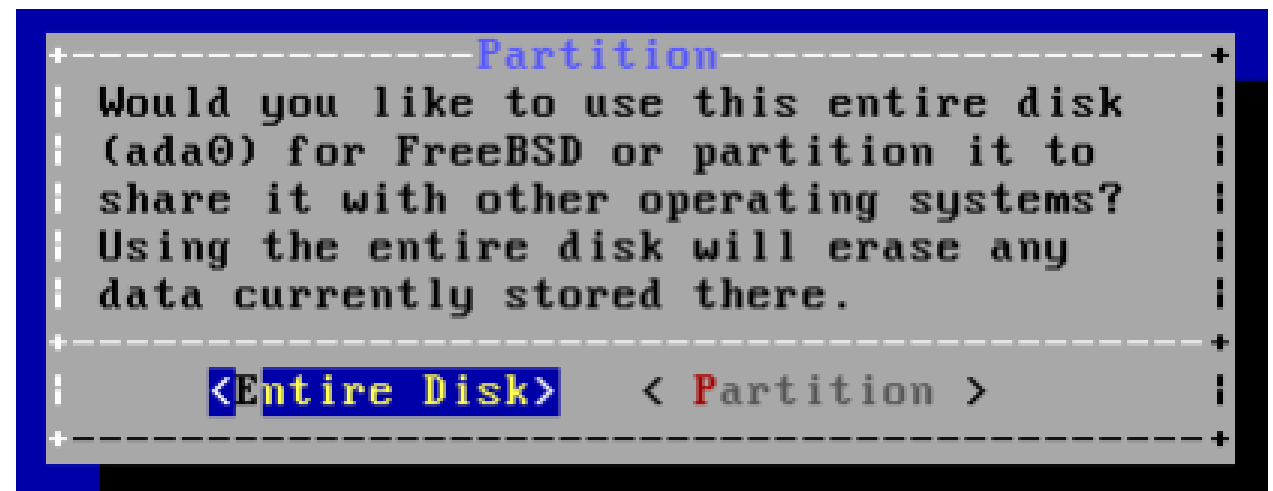 Partition
Would you like to use this entire disk
(ada0) for FreeBSD or partition it to
share it with other operating systems?
Using the entire disk will erase any
data currently stored there.
<Entire Disk> < Partition >